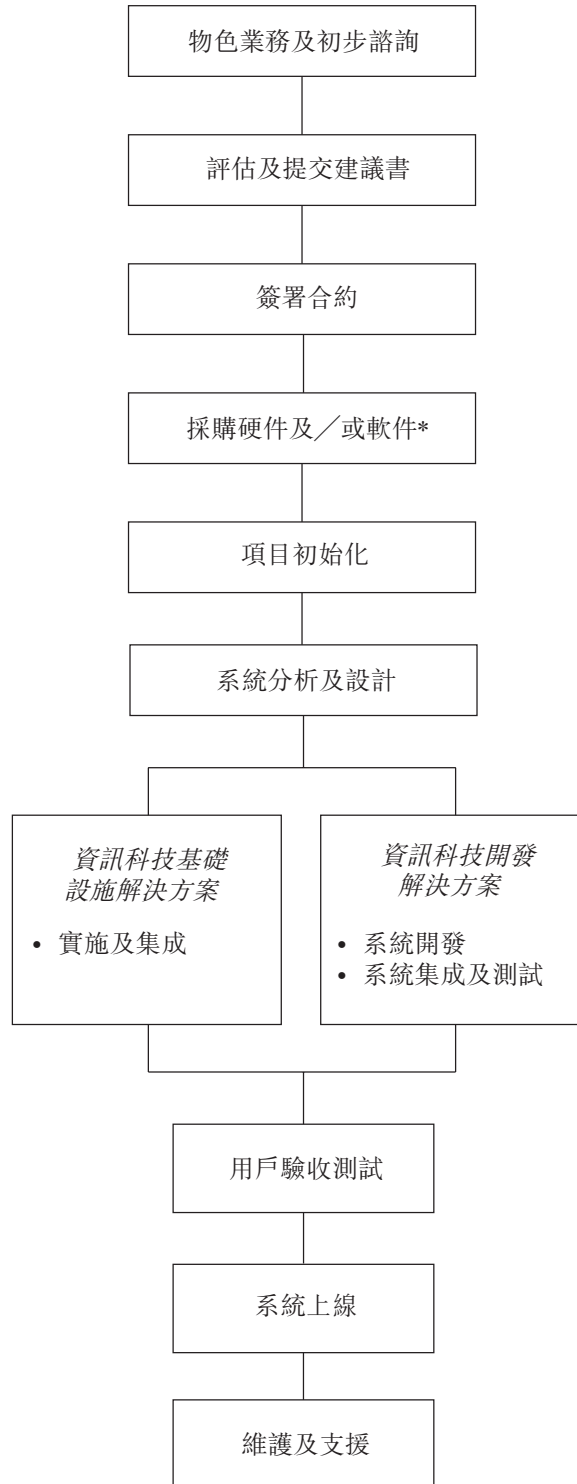 物色業務及初步諮詢
評估及提交建議書
簽署合約
採購硬件及／或軟件*
項目初始化
系統分析及設計
資訊科技基礎
設施解決方案
• 實施及集成
資訊科技開發
解決方案
• 系統開發
• 系統集成及測試
用戶驗收測試
系統上線
維護及支援